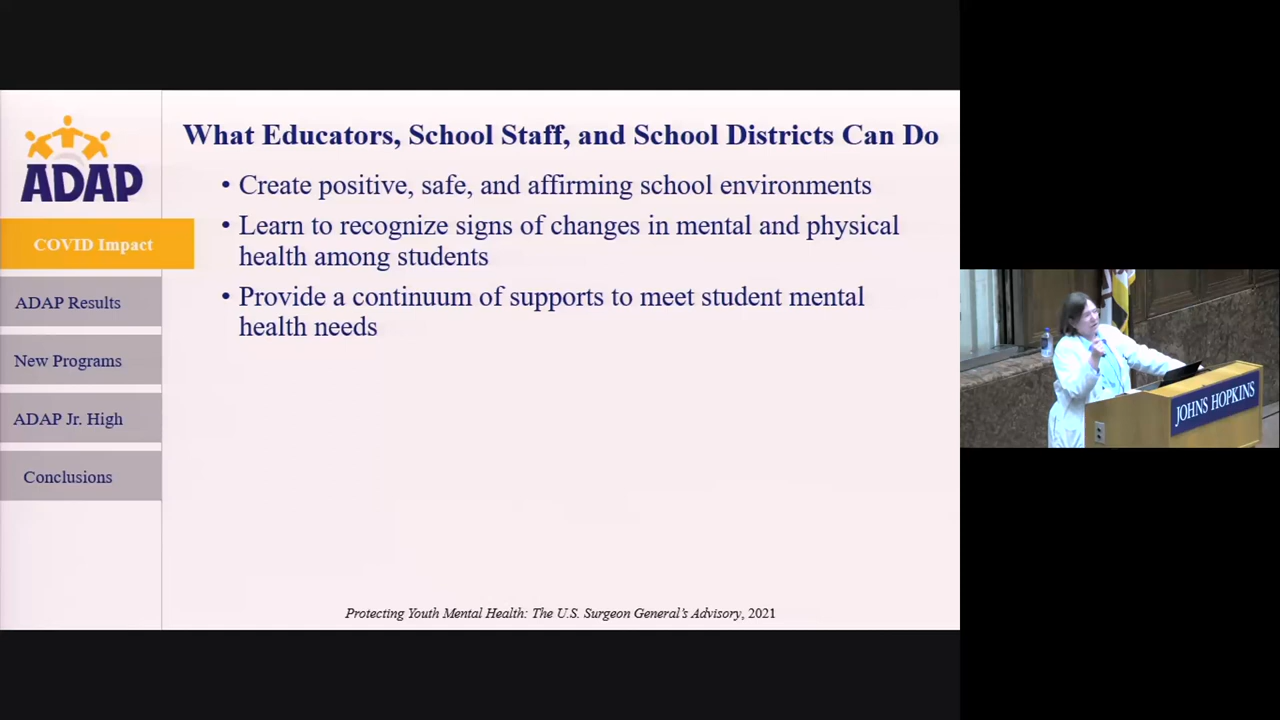 ADAP
COVID Impact
ADAP Results
New Programs
ADAP Jr. High
Conclusions
What Educators, School Staff, and School Districts Can Do
• Create positive, safe, and affirming school environments
• Learn to recognize signs of changes in mental and physical
health among students
• Provide a continuum of supports to meet student mental
health needs
Protecting Youth Mental Health: The U.S. Surgeon General's Advisory, 2021
JOHNS HOPKINS